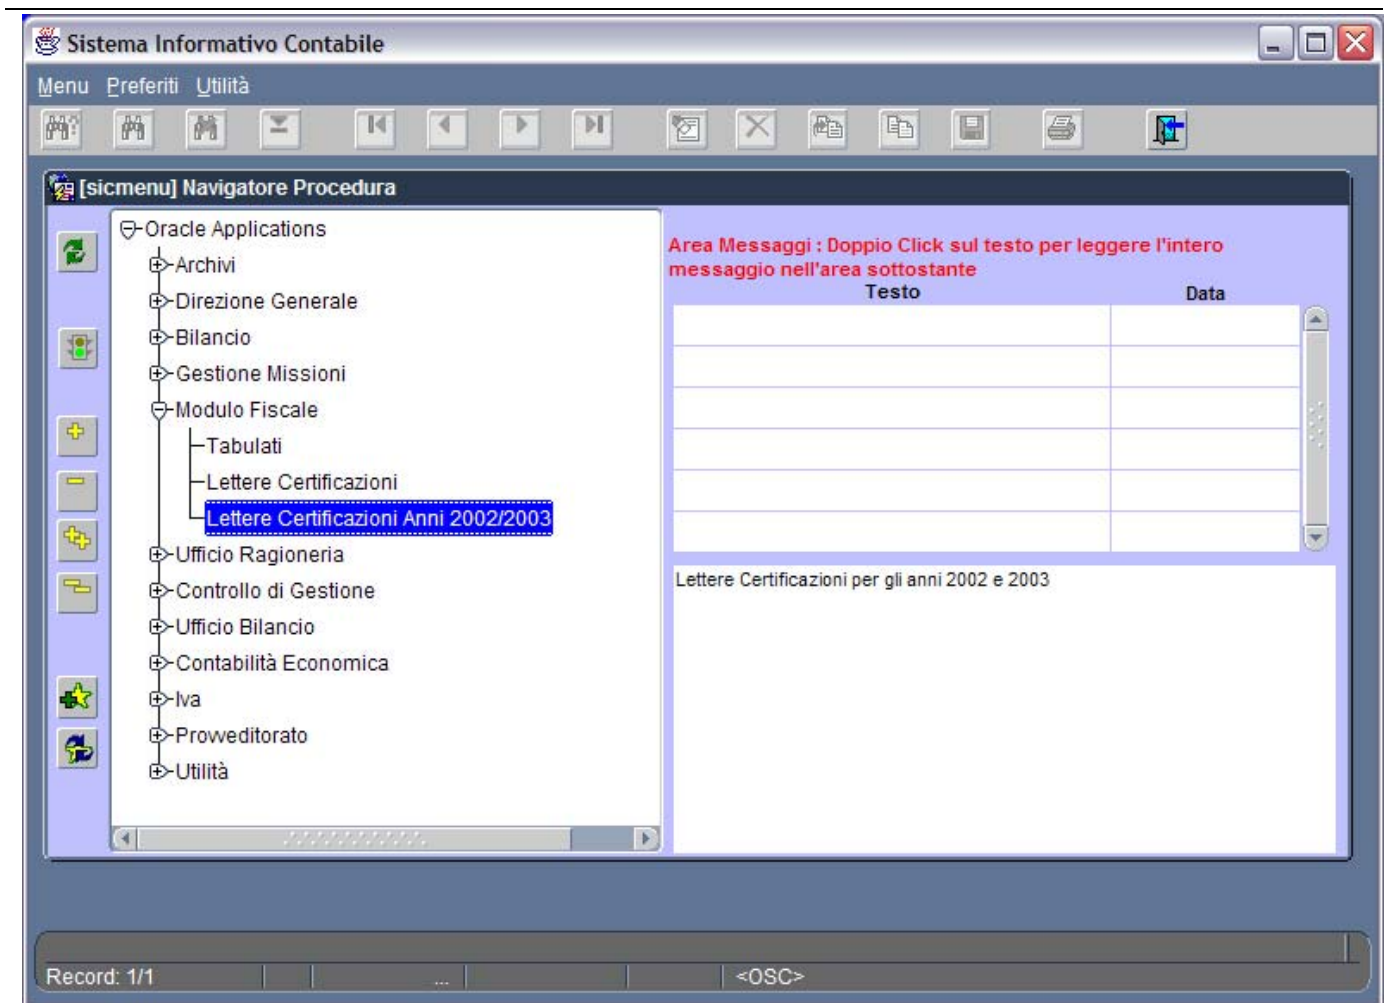 Sistema Informativo Contabile
Menu Preferiti Utilità
[sicmenu] Navigatore Procedura
Oracle Applications
Archivi
Direzione Generale
Bilancio
Gestione Missioni
Modulo Fiscale
Tabulati
Lettere Certificazioni
Lettere Certificazioni Anni 2002/2003
Ufficio Ragioneria
Controllo di Gestione
Ufficio Bilancio
Contabilità Economica
Iva
Provveditorato
Utilità
Area Messaggi : Doppio Click sul testo per leggere l'intero
messaggio nell'area sottostante
Testo Data
Lettere Certificazioni per gli anni 2002 e 2003
Record: 1/1 ... <OSC>